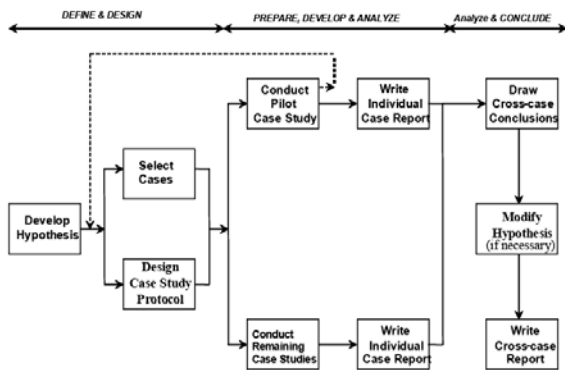 DEFINE & DESIGN
PREPARE, DEVELOP & ANALYZE
Analyze & CONCLUDE
Develop
Hypothesis
Select
Cases
Design
Case Study
Protocol
Conduct
Pilot
Case Study
Write
Individual
Case Report
Conduct
Remaining
Case Studies
Write
Individual
Case Report
Draw
Cross-case
Conclusions
Modify
Hypothesis
(if necessary)
Write
Cross-case
Report